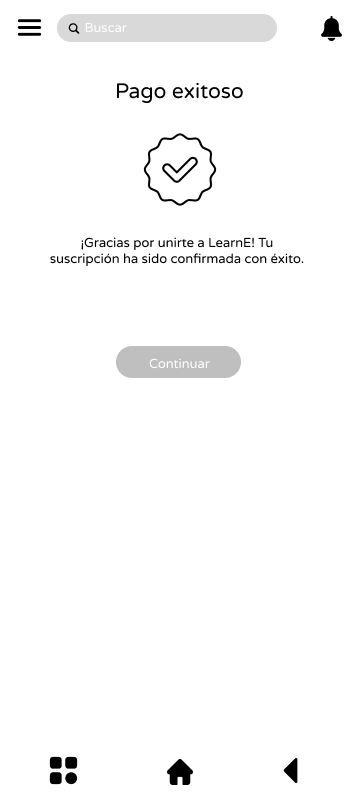 Buscar
Pago exitoso
¡Gracias por unirte a LearnE! Tu
suscripción ha sido confirmada con éxito.
Continuar